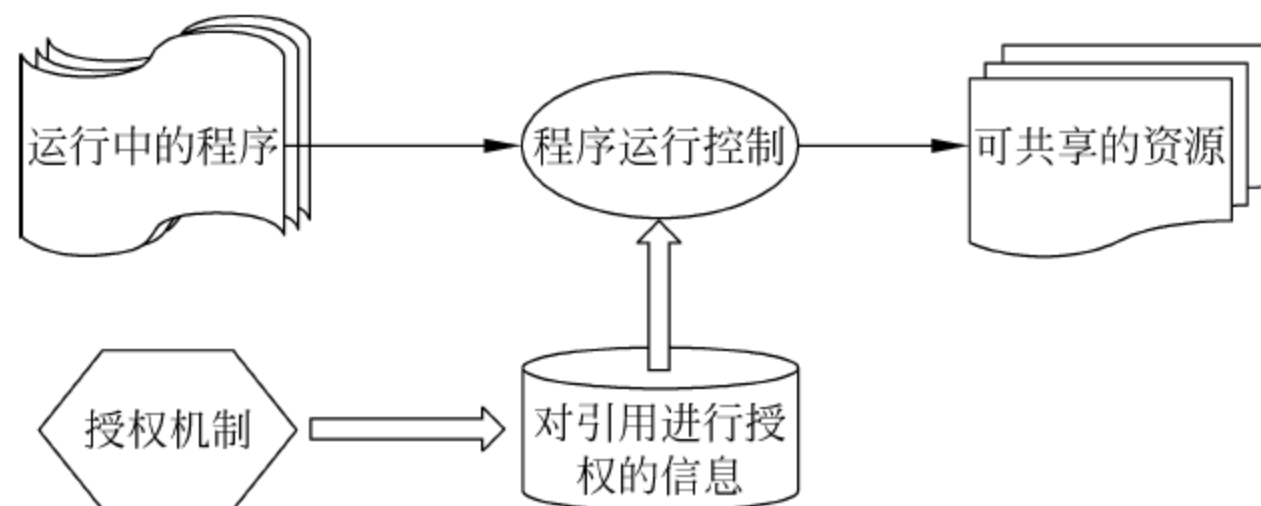 运行中的程序
程序运行控制
可共享的资源
授权机制
对引用进行授
权的信息